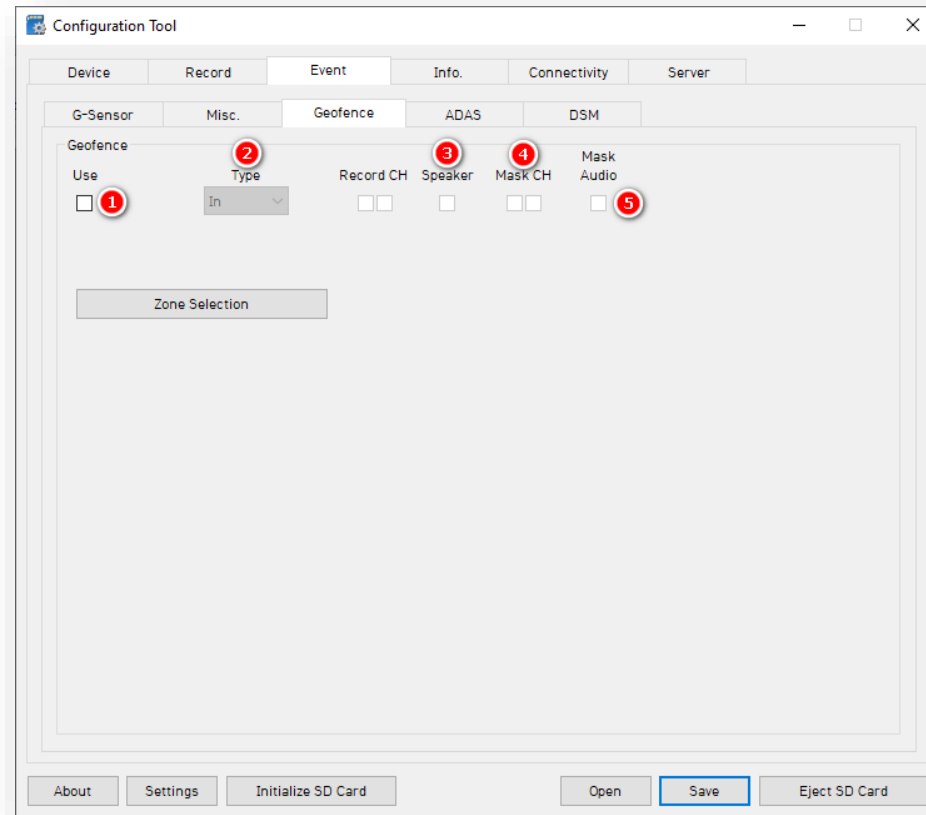 Configuration Tool
Device Record Event Info. Connectivity Server
G-Sensor Misc. Geofence ADAS DSM
Geofence
2 3 4 Mask
Use Type Record CH Speaker Mask CH Audio
1 In 5
Zone Selection
About Settings Initialize SD Card Open Save Eject SD Card